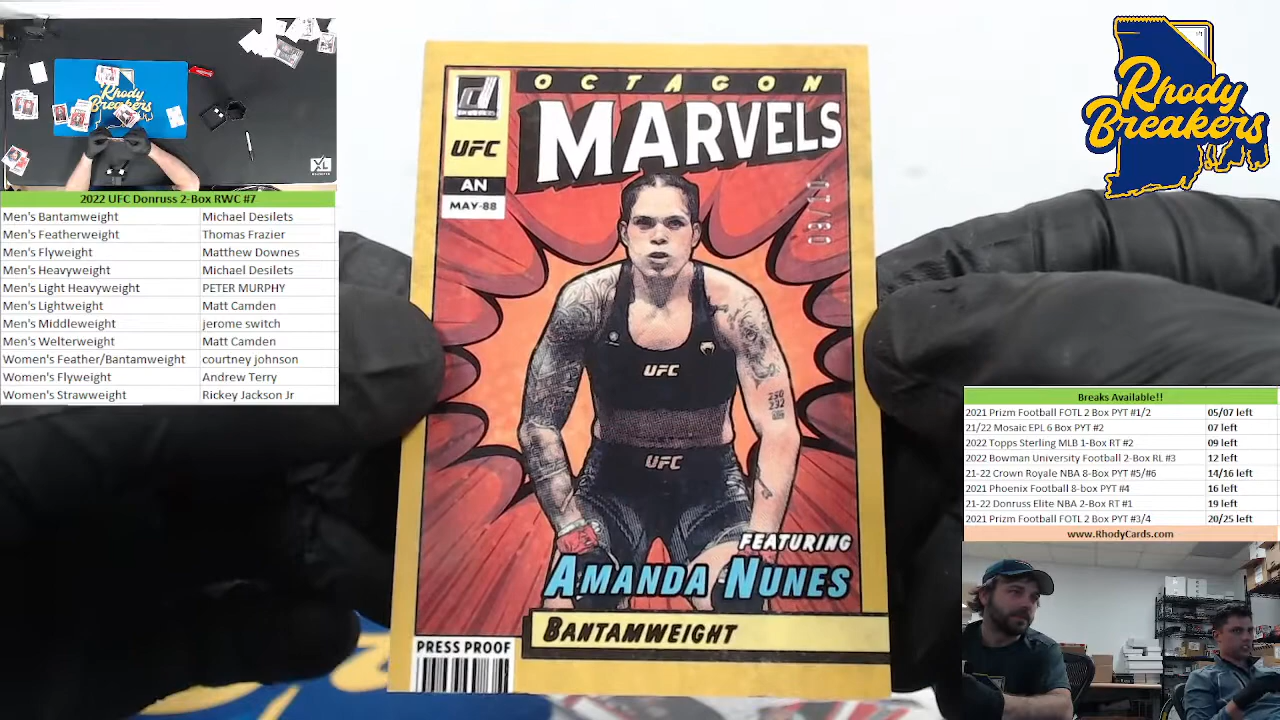 Rhody
Breakers
2022 UFC Donruss 2-Box RWC #7
Men's Bantamweight Michael Desilets
Men's Featherweight Thomas Frazier
Men's Flyweight Matthew Downes
Men's Heavyweight Michael Desilets
Men's Light Heavyweight PETER MURPHY
Men's Lightweight Matt Camden
Men's Middleweight jerome switch
Men's Welterweight Matt Camden
Women's Feather/Bantamweight courtney johnson
Women's Flyweight Andrew Terry
Women's Strawweight Rickey Jackson Jr
OCTAGON
MARVELS
UFC
AN
MAY-88
UFC
UFC
FEATURING
AMANDA NUNES
BANTAMWEIGHT
PRESS PROOF
Rhody
Breakers
Breaks Available!!
2021 Prizm Football FOTL 2 Box PYT #1/2 05/07 left
21/22 Mosaic EPL 6 Box PYT #2 07 left
2022 Topps Sterling MLB 1-Box RT #2 09 left
2022 Bowman University Football 2-Box RL #3 12 left
21-22 Crown Royale NBA 8-Box PYT #5/#6 14/16 left
2021 Phoenix Football 8-box PYT #4 16 left
21-22 Donruss Elite NBA 2-Box RT #1 19 left
2021 Prizm Football FOTL 2 Box PYT #3/4 20/25 left
www.RhodyCards.com